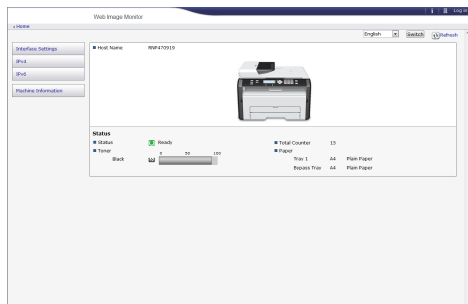 Web Image Monitor
Log in
Home
English Switch Refresh
Interface Settings
IPv4
IPv6
Machine Information
Host Name RNP470919
Status
Status Ready
Toner
0 50 100
Black
Total Counter 15
Paper
Tray 1 A4 Plain Paper
Bypass Tray A4 Plain Paper